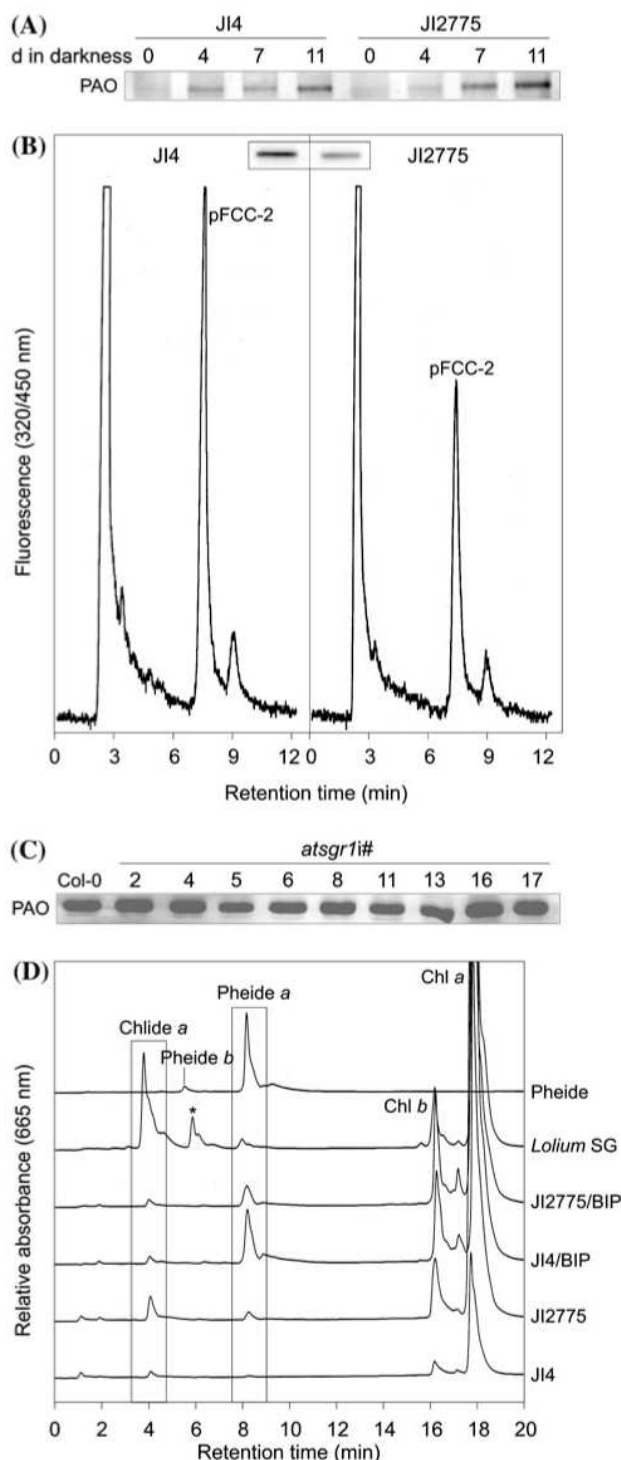 (A)
JI4 JI2775
d in darkness 0 4 7 11 0 4 7 11
PAO
(B)
JI4 JI2775
pFCC-2
pFCC-2
Fluorescence (320/450 nm)
0 3 6 9 12 0 3 6 9 12
Retention time (min)
(C)
atsgr1i#
Col-0 2 4 5 6 8 11 13 16 17
PAO
(D)
Chl a
Pheide a
Chlide a
Pheide b
Pheide
Chl b
*
Lolium SG
JI2775/BIP
JI4/BIP
JI2775
JI4
Relative absorbance (665 nm)
0 2 4 6 8 10 12 14 16 18 20
Retention time (min)